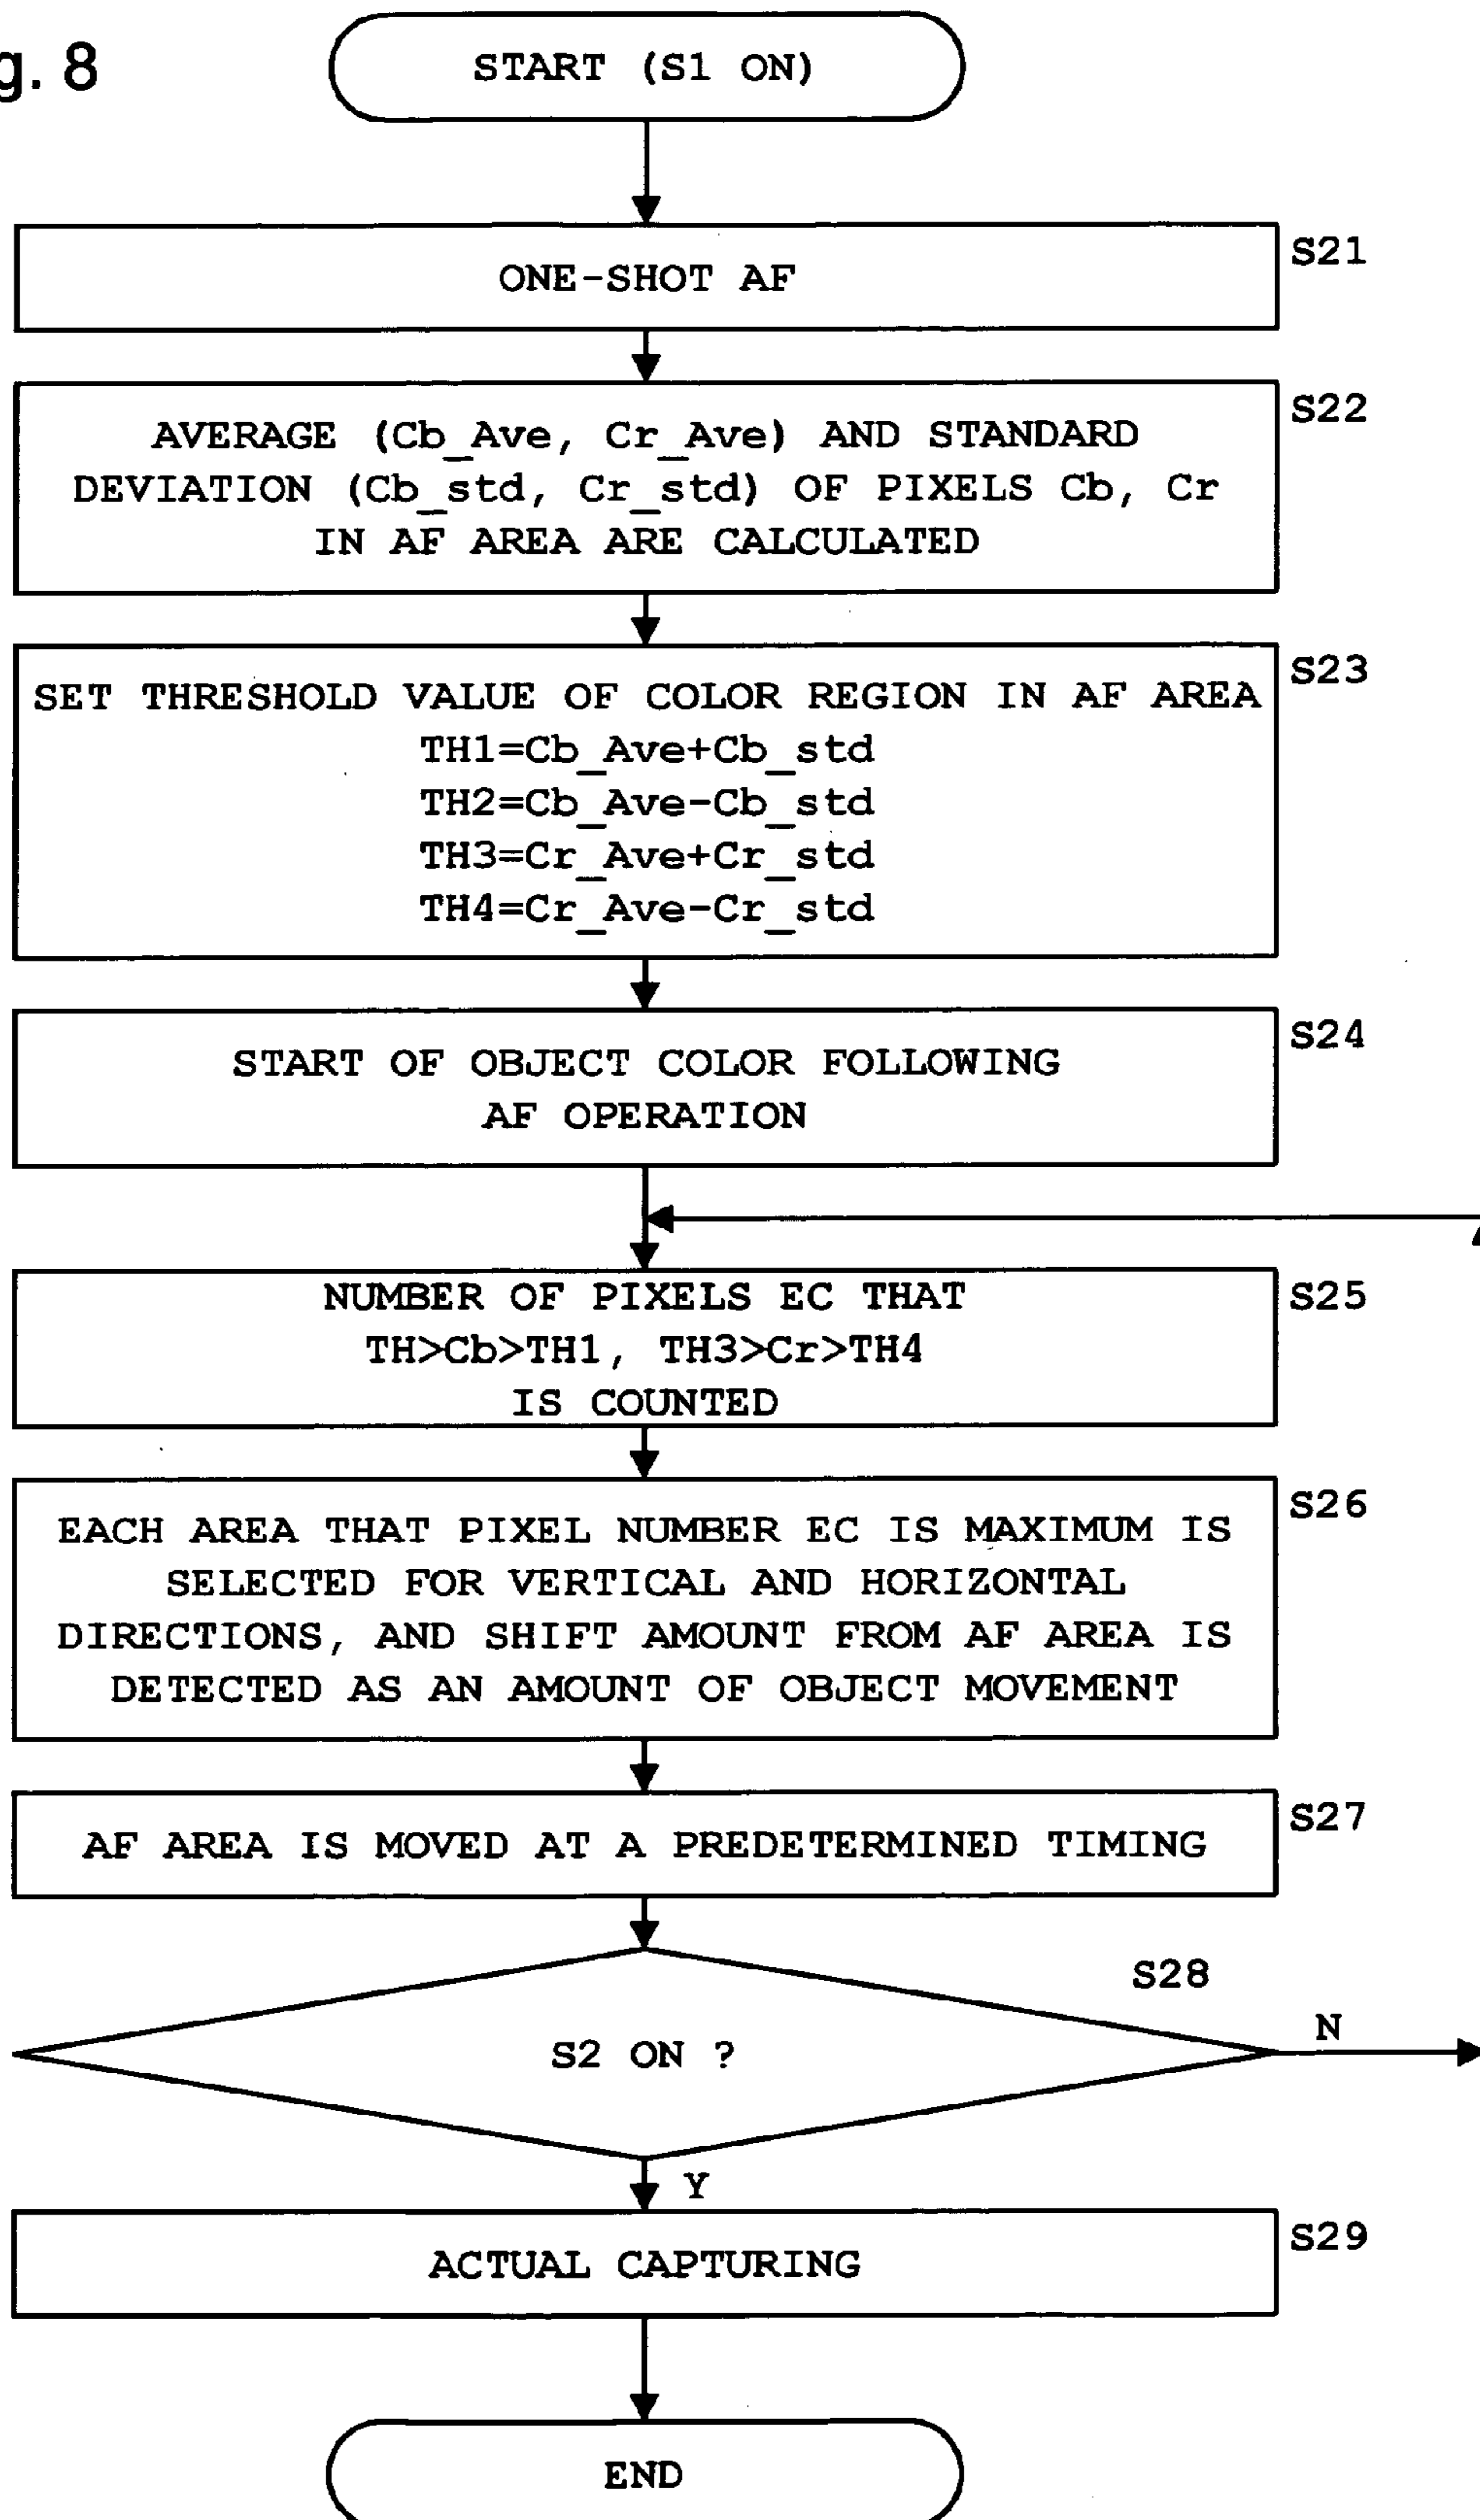 g. 8
START (S1 ON)
S21
ONE-SHOT AF
S22
AVERAGE (Cb_Ave, Cr_Ave) AND STANDARD
DEVIATION (Cb_std, Cr_std) OF PIXELS Cb, Cr
IN AF AREA ARE CALCULATED
S23
SET THRESHOLD VALUE OF COLOR REGION IN AF AREA
TH1=Cb_Ave+Cb_std
TH2=Cb_Ave-Cb_std
TH3=Cr_Ave+Cr_std
TH4=Cr_Ave-Cr_std
S24
START OF OBJECT COLOR FOLLOWING
AF OPERATION
S25
NUMBER OF PIXELS EC THAT
TH>Cb>TH1, TH3>Cr>TH4
IS COUNTED
S26
EACH AREA THAT PIXEL NUMBER EC IS MAXIMUM IS
SELECTED FOR VERTICAL AND HORIZONTAL
DIRECTIONS, AND SHIFT AMOUNT FROM AF AREA IS
DETECTED AS AN AMOUNT OF OBJECT MOVEMENT
S27
AF AREA IS MOVED AT A PREDETERMINED TIMING
S28
S2 ON ?
N
Y
S29
ACTUAL CAPTURING
END